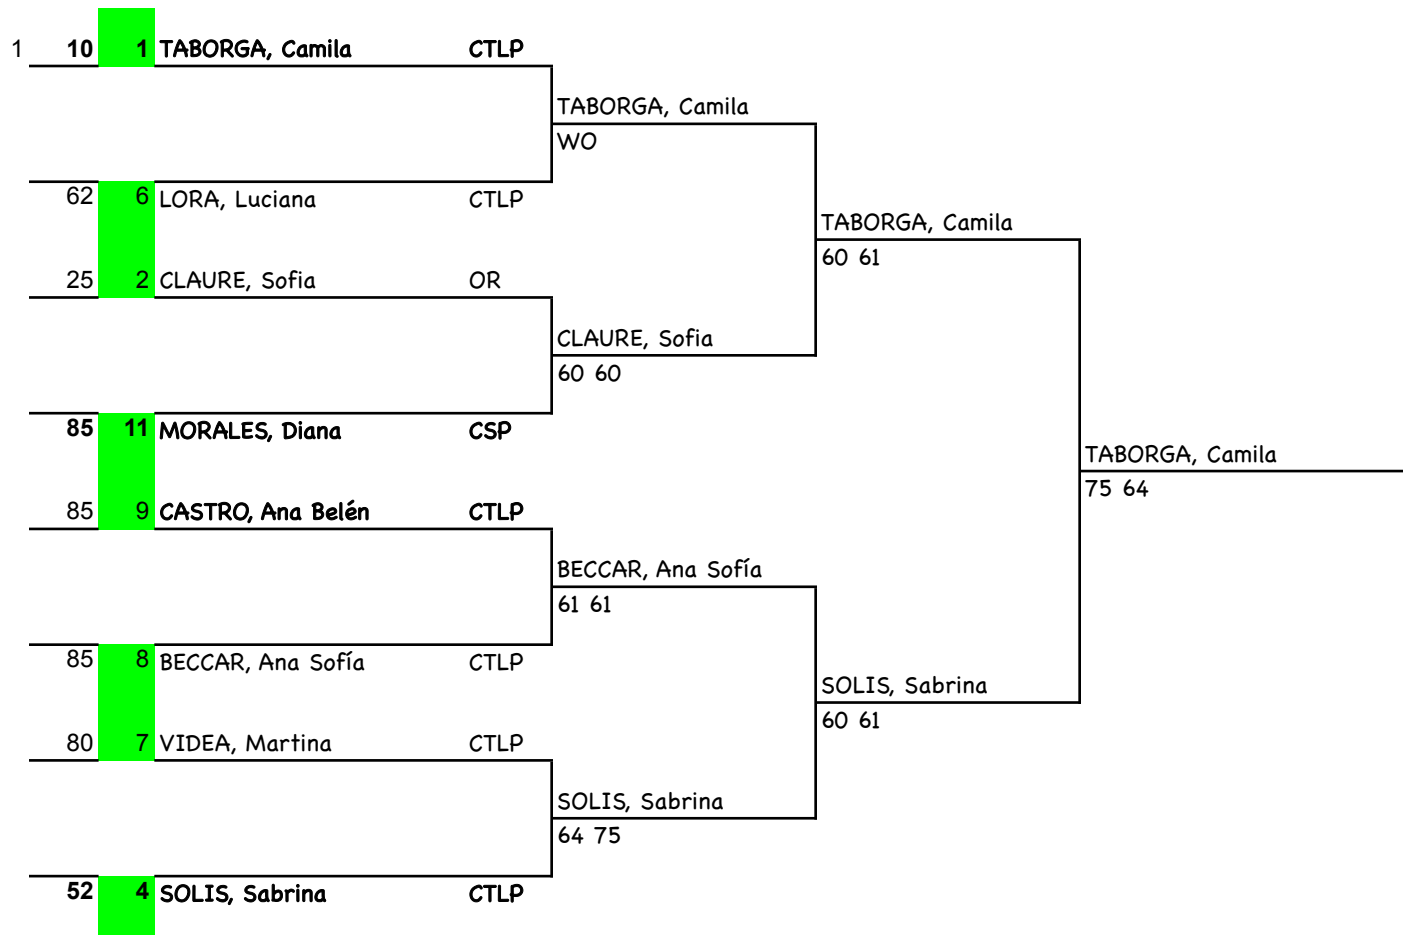 1 10 1 TABORGA, Camila CTLP
TABORGA, Camila
WO
62 6 LORA, Luciana CTLP
TABORGA, Camila
60 61
25 2 CLAURE, Sofia OR
CLAURE, Sofia
60 60
85 11 MORALES, Diana CSP
TABORGA, Camila
75 64
85 9 CASTRO, Ana Belén CTLP
BECCAR, Ana Sofía
61 61
85 8 BECCAR, Ana Sofía CTLP
SOLIS, Sabrina
60 61
80 7 VIDEA, Martina CTLP
SOLIS, Sabrina
64 75
52 4 SOLIS, Sabrina CTLP